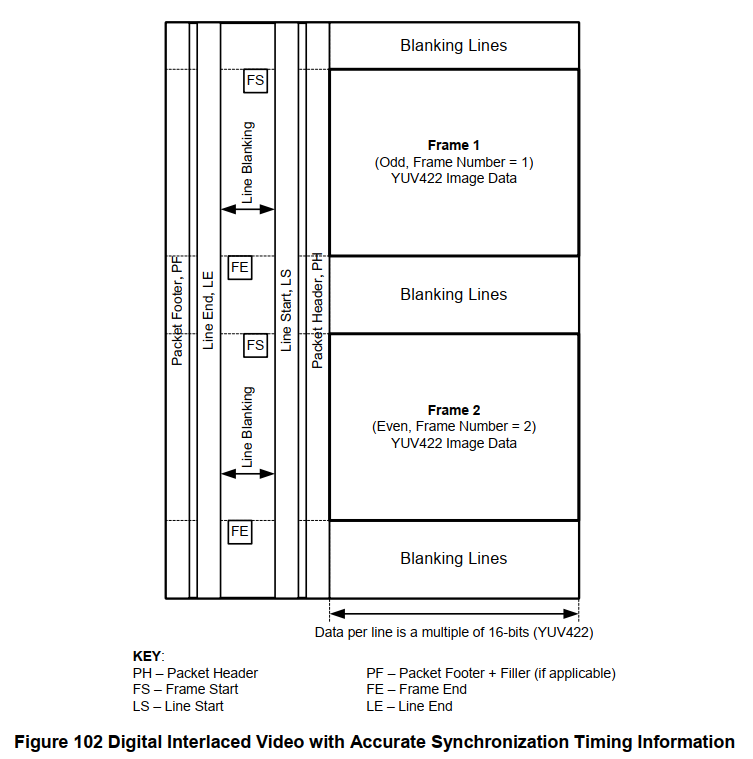 Blanking Lines
FS
Line Blanking
Frame 1
(Odd, Frame Number = 1)
YUV422 Image Data
FE
Packet Footer, PF
Line End, LE
Line Start, LS
Packet Header, PH
Blanking Lines
FS
Line Blanking
Frame 2
(Even, Frame Number = 2)
YUV422 Image Data
FE
Blanking Lines
Data per line is a multiple of 16-bits (YUV422)
KEY:
PH – Packet Header
PF – Packet Footer + Filler (if applicable)
FS – Frame Start
FE – Frame End
LS – Line Start
LE – Line End
Figure 102 Digital Interlaced Video with Accurate Synchronization Timing Information